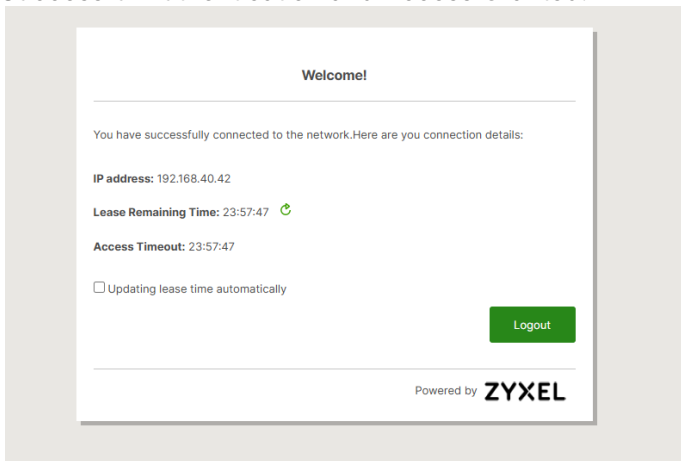 Welcome!
You have successfully connected to the network.Here are you connection details:
IP address: 192.168.40.42
Lease Remaining Time: 23:57:47
Access Timeout: 23:57:47
Updating lease time automatically
Logout
Powered by ZYXEL